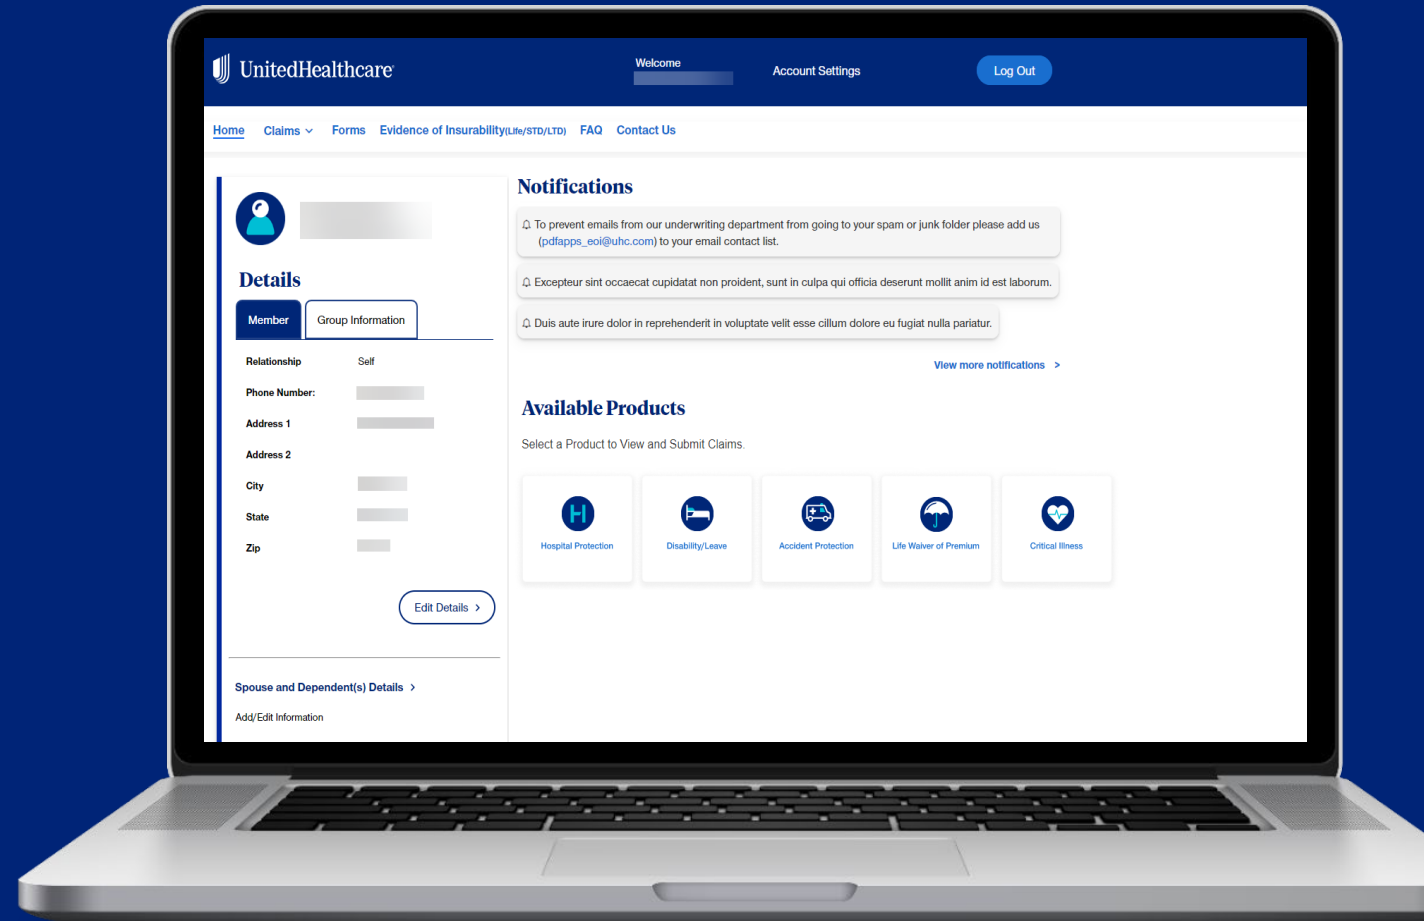 UnitedHealthcare
Welcome
Account Settings
Log Out
Home Claims Forms Evidence of Insurability(Life/STD/LTD) FAQ Contact Us
Details
Member
Group Information
Relationship Self
Phone Number:
Address 1
Address 2
City
State
Zip
Edit Details >
Spouse and Dependent(s) Details >
Add/Edit Information
Notifications
To prevent emails from our underwriting department from going to your spam or junk folder please add us
(pdfapps_eoi@uhc.com) to your email contact list.
Excepteur sint occaecat cupidatat non proident, sunt in culpa qui officia deserunt mollit anim id est laborum.
Duis aute irure dolor in reprehenderit in voluptate velit esse cillum dolore eu fugiat nulla pariatur.
View more notifications >
Available Products
Select a Product to View and Submit Claims.
H
Hospital Protection
Disability/Leave
Accident Protection
Life Waiver of Premium
Critical Illness